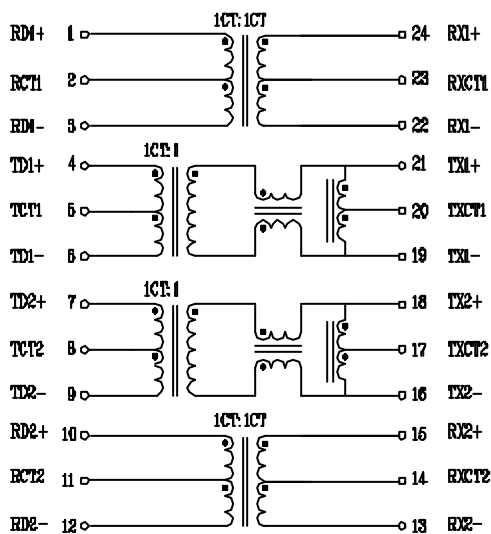 1CT: 1CT
RD1+ 1 24 RX1+
RCT1 2 23 RXCT1
RD1- 3 22 RX1-
1CT: 1
TD1+ 4 21 TX1+
TCT1 5 20 TXCT1
TD1- 6 19 TX1-
1CT: 1
TD2+ 7 18 TX2+
TCT2 8 17 TXCT2
TD2- 9 16 TX2-
1CT: 1CT
RD2+ 10 15 RX2+
RCT2 11 14 RXCT2
RD2- 12 13 RX2-